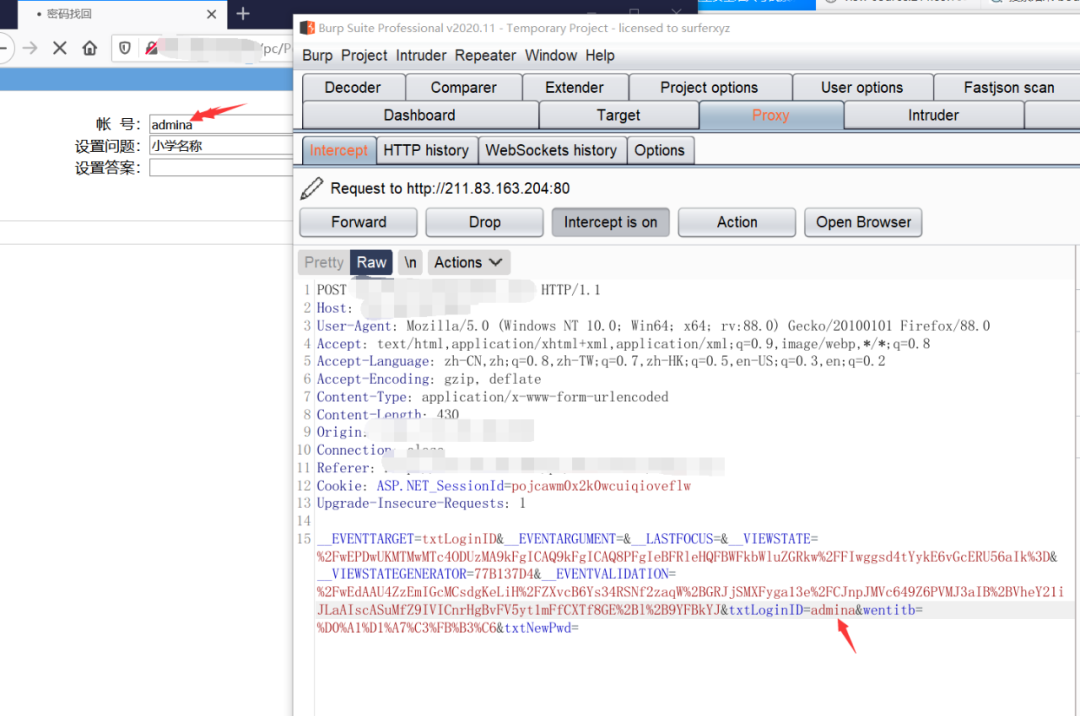 密码找回
/pc/P
帐 号: admina
设置问题: 小学名称
设置答案:
Burp Suite Professional v2020.11 - Temporary Project - licensed to surferxyz
Burp Project Intruder Repeater Window Help
Decoder Comparer Extender Project options User options Fastjson scan
Dashboard Target Proxy Intruder
Intercept HTTP history WebSockets history Options
Request to http://211.83.163.204:80
Forward Drop Intercept is on Action Open Browser
Pretty Raw \n Actions
1 POST HTTP/1.1
2 Host:
3 User-Agent: Mozilla/5.0 (Windows NT 10.0; Win64; x64; rv:88.0) Gecko/20100101 Firefox/88.0
4 Accept: text/html,application/xhtml+xml,application/xml;q=0.9,image/webp,*/*;q=0.8
5 Accept-Language: zh-CN,zh;q=0.8,zh-TW;q=0.7,zh-HK;q=0.5,en-US;q=0.3,en;q=0.2
6 Accept-Encoding: gzip, deflate
7 Content-Type: application/x-www-form-urlencoded
8 Content-Length: 430
9 Origin:
10 Connection: close
11 Referer:
12 Cookie: ASP.NET_SessionId=pojcawm0x2k0wcuiqioveflw
13 Upgrade-Insecure-Requests: 1
14
15 __EVENTTARGET=txtLoginID&__EVENTARGUMENT=&__LASTFOCUS=&__VIEWSTATE=
%2FwEPDwUKMTMwMTc4ODUzMA9kFgICAQ9kFgICAQ8PFgIeBFRleHQFBWFkbWluZGRkw%2FFIwggsd4tYykE6vGcERU56aIk%3D&
__VIEWSTATEGENERATOR=77B137D4&__EVENTVALIDATION=
%2FwEdAAU4ZzEmIGcMCsdgKeLiH%2FZXvcB6Ys34RSNf2zaqW%2BGRJjSMXFyga13e%2FCJnpJMVc649Z6PVMJ3aIB%2BVheY21i
JLaAIscASuMfZ9IVICnrHgBvFV5yt1mFfCXTf8GE%2Bl%2B9YFBkYJ&txtLoginID=admina&wentitb=
%D0%A1%D1%A7%C3%FB%B3%C6&txtNewPwd=